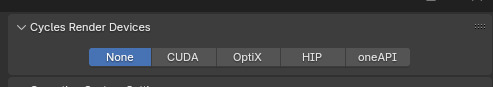 Cycles Render Devices
None CUDA OptiX HIP oneAPI